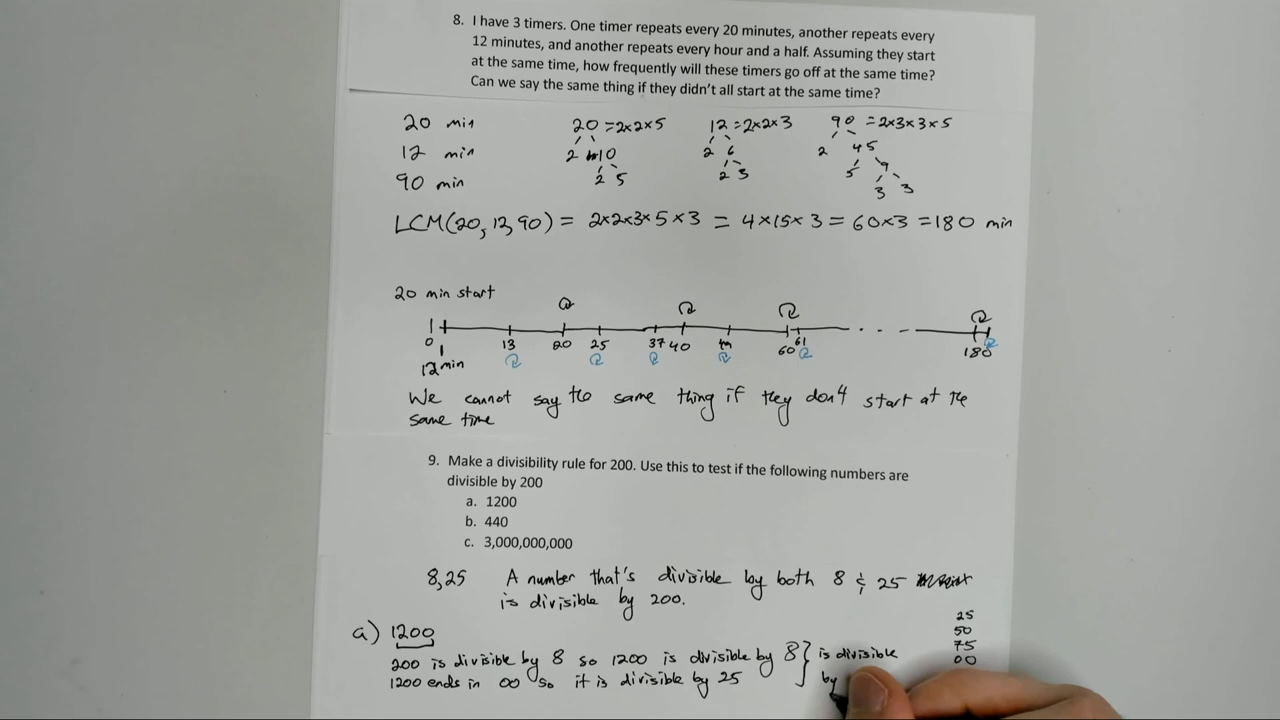 8. I have 3 timers. One timer repeats every 20 minutes, another repeats every
12 minutes, and another repeats every hour and a half. Assuming they start
at the same time, how frequently will these timers go off at the same time?
Can we say the same thing if they didn't all start at the same time?
20 min 20 = 2×2×5 12 = 2×2×3 90 = 2×3×3×5
12 min 2 10 2 6 2 45
90 min 2 5 2 3 5 9
3 3
LCM(20, 12, 90) = 2×2×3×5×3 = 4×15×3 = 60×3 = 180 min
20 min start
0 1 13 20 25 37 40 60 61 180
12 min
We cannot say the same thing if they don't start at the
same time
9. Make a divisibility rule for 200. Use this to test if the following numbers are
divisible by 200
a. 1200
b. 440
c. 3,000,000,000
8,25 A number that's divisible by both 8 & 25
is divisible by 200.
25
50
75
00
a) 1200
200 is divisible by 8 so 1200 is divisible by 8 } is divisible
1200 ends in 00 so it is divisible by 25 by